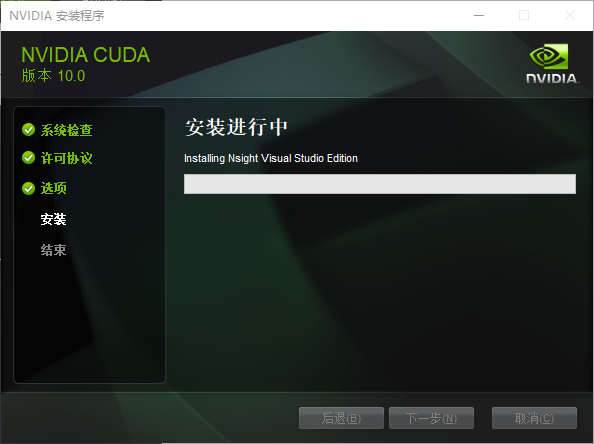 NVIDIA 安装程序
NVIDIA CUDA
版本 10.0
NVIDIA.
系统检查
许可协议
选项
安装
结束
安装进行中
Installing Nsight Visual Studio Edition
后退(B)
下一步(N)
取消(C)